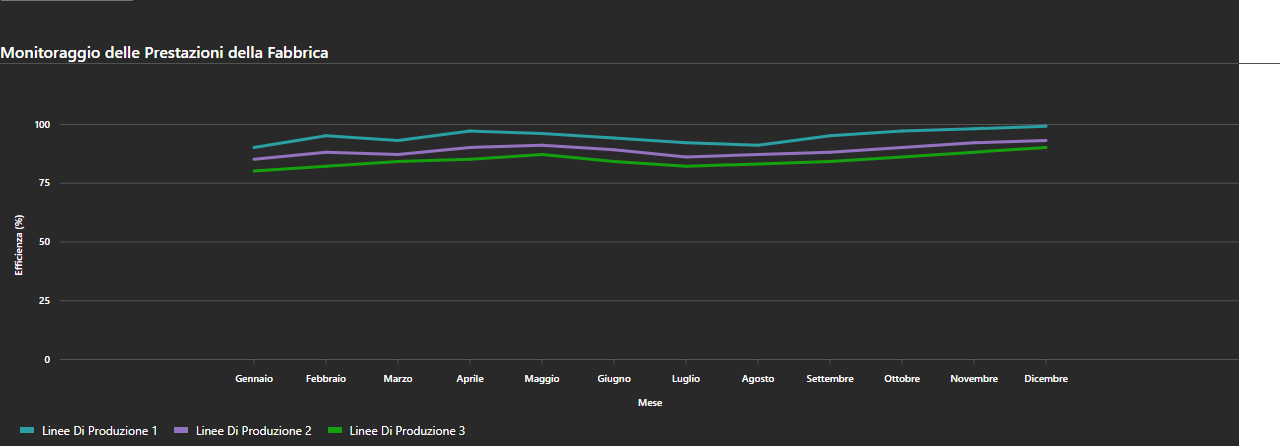 Monitoraggio delle Prestazioni della Fabbrica
100
75
50
25
0
Efficienza (%)
Gennaio Febbraio Marzo Aprile Maggio Giugno Luglio Agosto Settembre Ottobre Novembre Dicembre
Mese
Linee Di Produzione 1 Linee Di Produzione 2 Linee Di Produzione 3